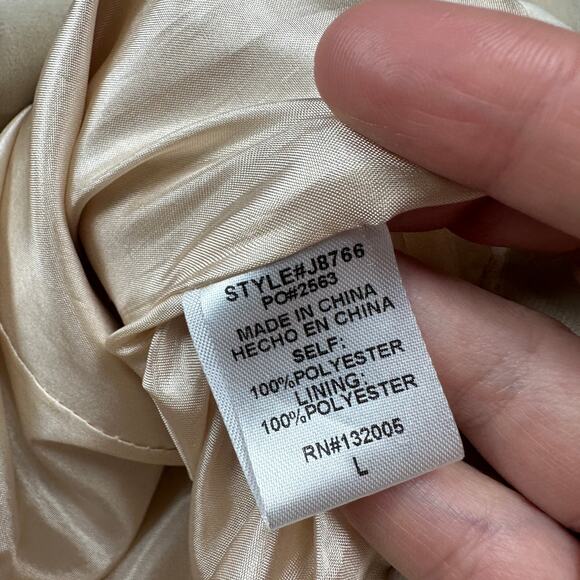 STYLE#J8766
PO#2563
MADE IN CHINA
HECHO EN CHINA
SELF:
100%POLYESTER
LINING:
100%POLYESTER
RN#132005
L